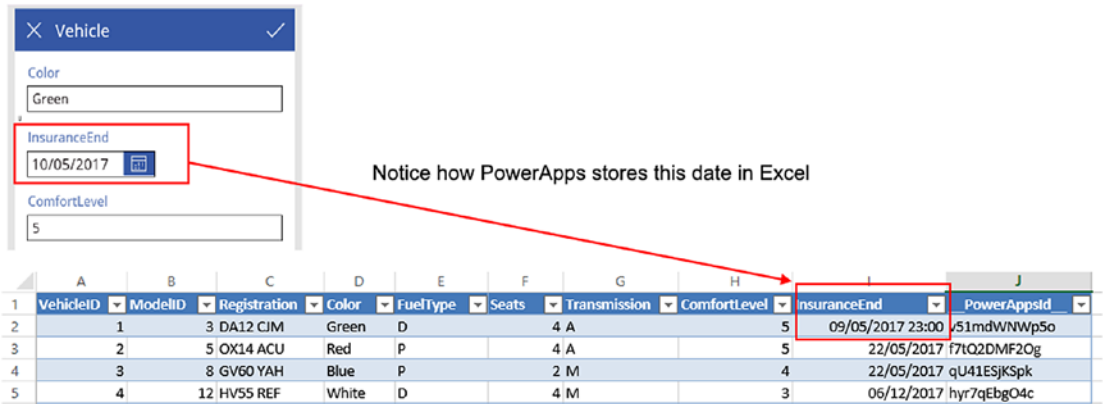 Vehicle
Color
Green
InsuranceEnd
10/05/2017
ComfortLevel
5
Notice how PowerApps stores this date in Excel
A B C D E F G H I J
1 VehicleID ModelID Registration Color FuelType Seats Transmission ComfortLevel InsuranceEnd __PowerAppsId__
2 1 3 DA12 CJM Green D 4 A 5 09/05/2017 23:00 v51mdWNWp5o
3 2 5 OX14 ACU Red P 4 A 5 22/05/2017 f7tQ2DMF2Og
4 3 8 GV60 YAH Blue P 2 M 4 22/05/2017 qU41ESjKSpk
5 4 12 HV55 REF White D 4 M 3 06/12/2017 hyr7qEbgO4c